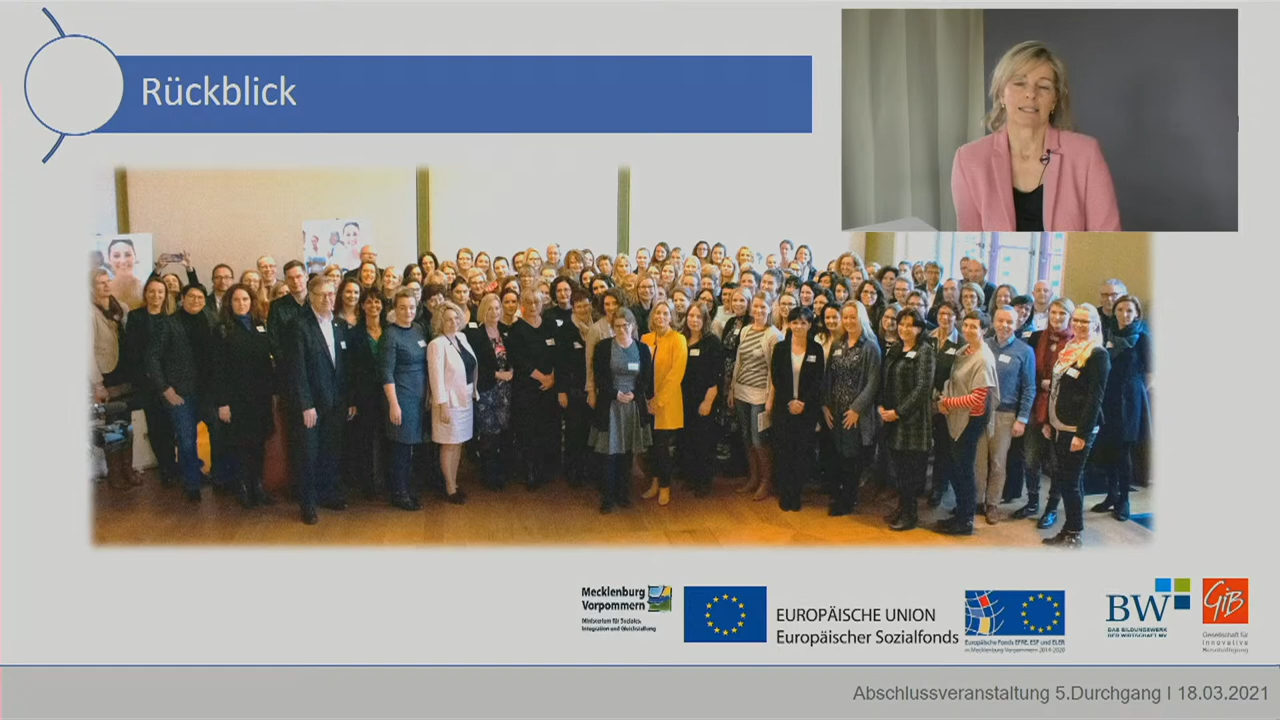 Rückblick
Mecklenburg
Vorpommern
Ministerium für Soziales,
Integration und Gleichstellung
EUROPÄISCHE UNION
Europäischer Sozialfonds
Europäische Fonds EFRE, ESF und ELER
in Mecklenburg-Vorpommern 2014-2020
BW
DAS BILDUNGSWERK
DER WIRTSCHAFT MV
GiB
Gesellschaft für
Innovative
Abschlussveranstaltung 5.Durchgang I 18.03.2021